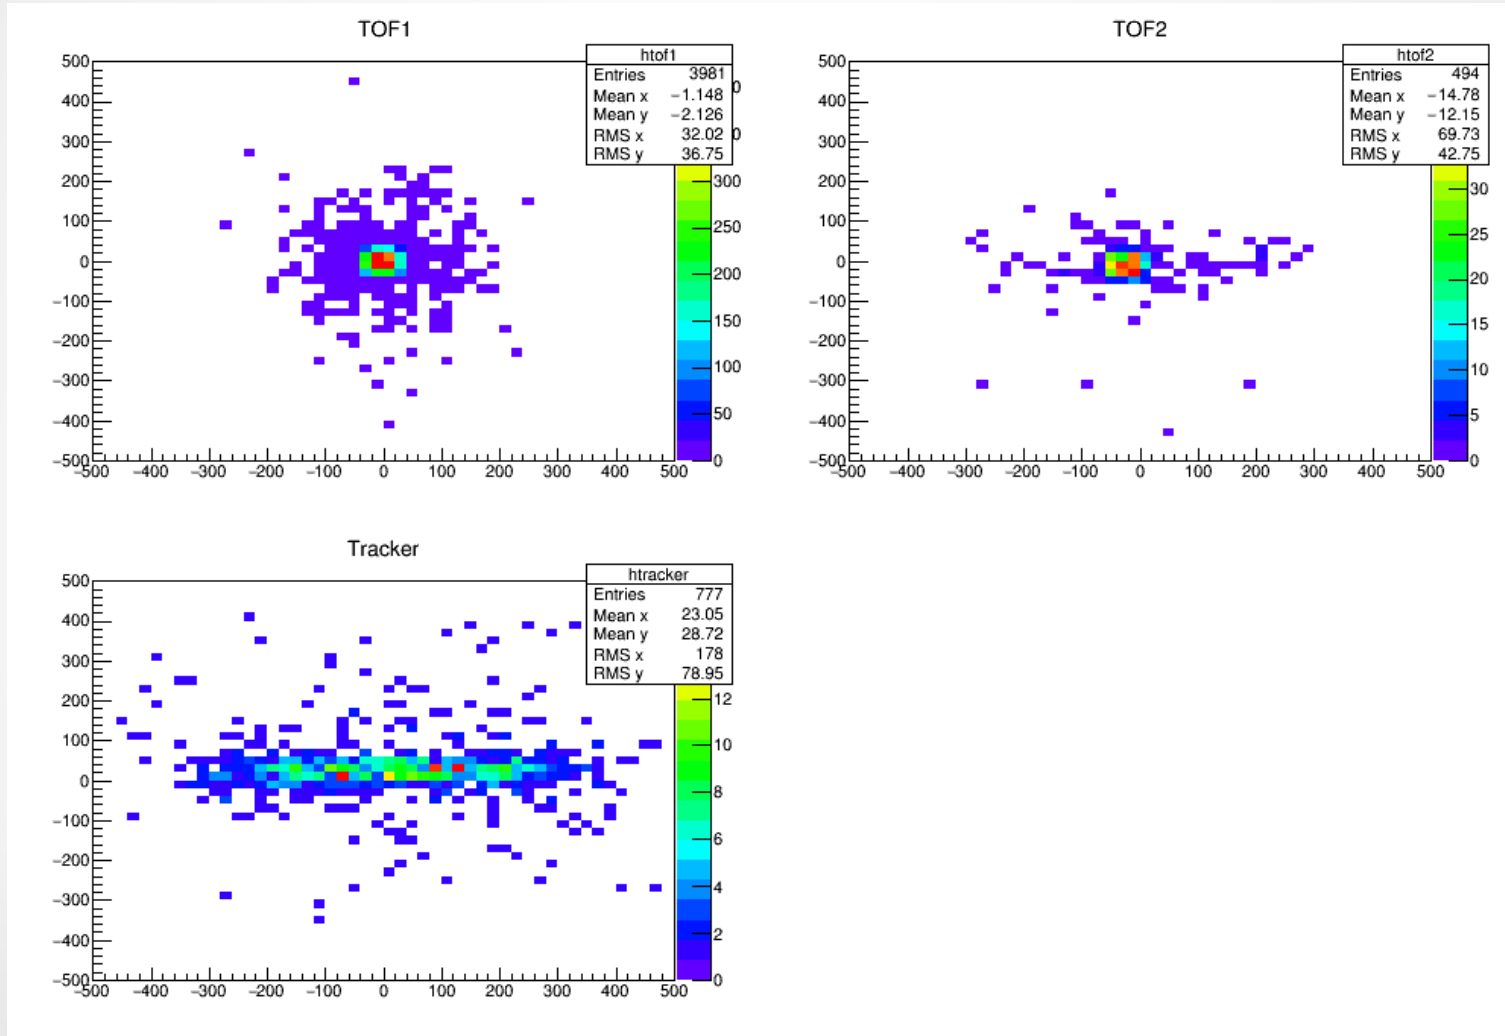 TOF1
htof1
Entries 3981
Mean x −1.148
Mean y −2.126
RMS x 32.02
RMS y 36.75
500
400
300
200
100
0
−100
−200
−300
−400
−500
−500 −400 −300 −200 −100 0 100 200 300 400 500
0
0
300
250
200
150
100
50
0
TOF2
htof2
Entries 494
Mean x −14.78
Mean y −12.15
RMS x 69.73
RMS y 42.75
500
400
300
200
100
0
−100
−200
−300
−400
−500
−500 −400 −300 −200 −100 0 100 200 300 400 500
30
25
20
15
10
5
0
Tracker
htracker
Entries 777
Mean x 23.05
Mean y 28.72
RMS x 178
RMS y 78.95
500
400
300
200
100
0
−100
−200
−300
−400
−500
−500 −400 −300 −200 −100 0 100 200 300 400 500
12
10
8
6
4
2
0